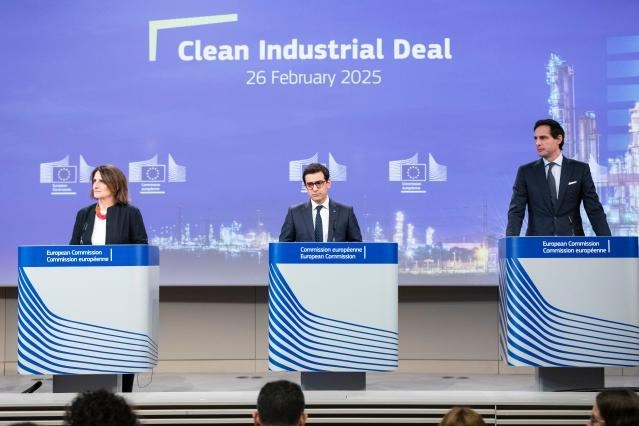 Clean Industrial Deal
26 February 2025
European Commission
Commission européenne
Commission européenne
European Commission
European Commission
Commission européenne